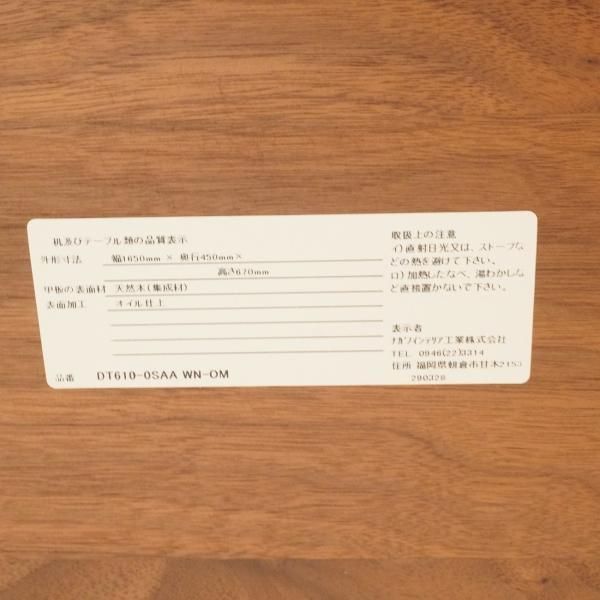 机及びテーブル類の品質表示
外形寸法 幅1650mm × 奥行450mm×
高さ670mm
甲板の表面材 天然木(集成材)
表面加工 オイル仕上
品番 DT610-0SAA WN-OM
取扱上の注意
イ)直射日光又は、ストーブな
どの熱を避けて下さい。
ロ)加熱したなべ、湯わかしな
ど直接置かないで下さい。
表示者
ナガノインテリア工業株式会社
TEL 0946(22)3314
住所 福岡県朝倉市甘木2153
290328